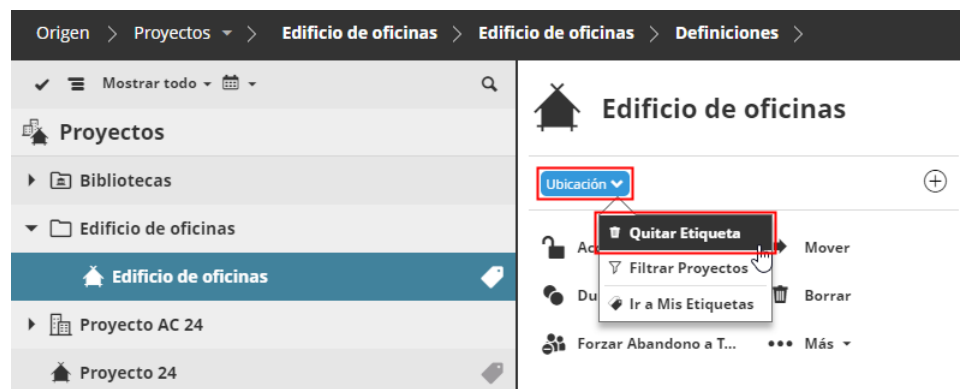 Origen > Proyectos > Edificio de oficinas > Edificio de oficinas > Definiciones >
Mostrar todo
Proyectos
Bibliotecas
Edificio de oficinas
Edificio de oficinas
Proyecto AC 24
Proyecto 24
Edificio de oficinas
Ubicación
Quitar Etiqueta
Filtrar Proyectos
Ir a Mis Etiquetas
Mover
Borrar
Forzar Abandono a T... ••• Más